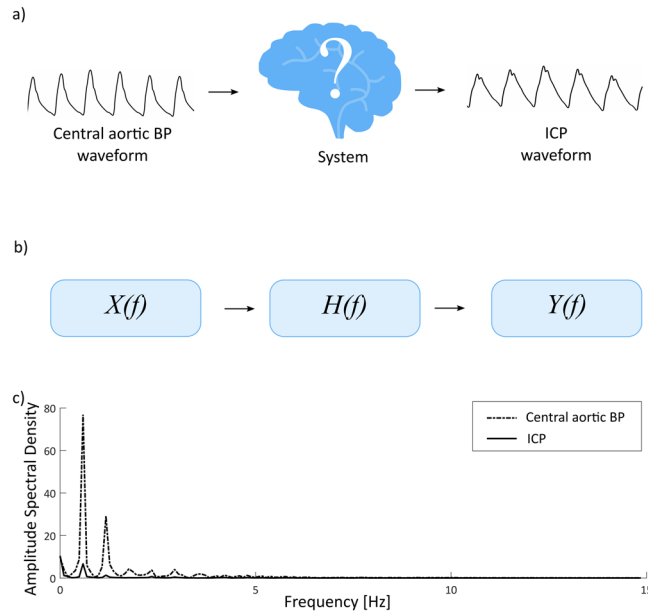 a)
?
Central aortic BP
waveform
System
ICP
waveform
b)
X(f)
H(f)
Y(f)
c)
Amplitude Spectral Density
80
60
40
20
0
0
5
10
15
Frequency [Hz]
Central aortic BP
ICP